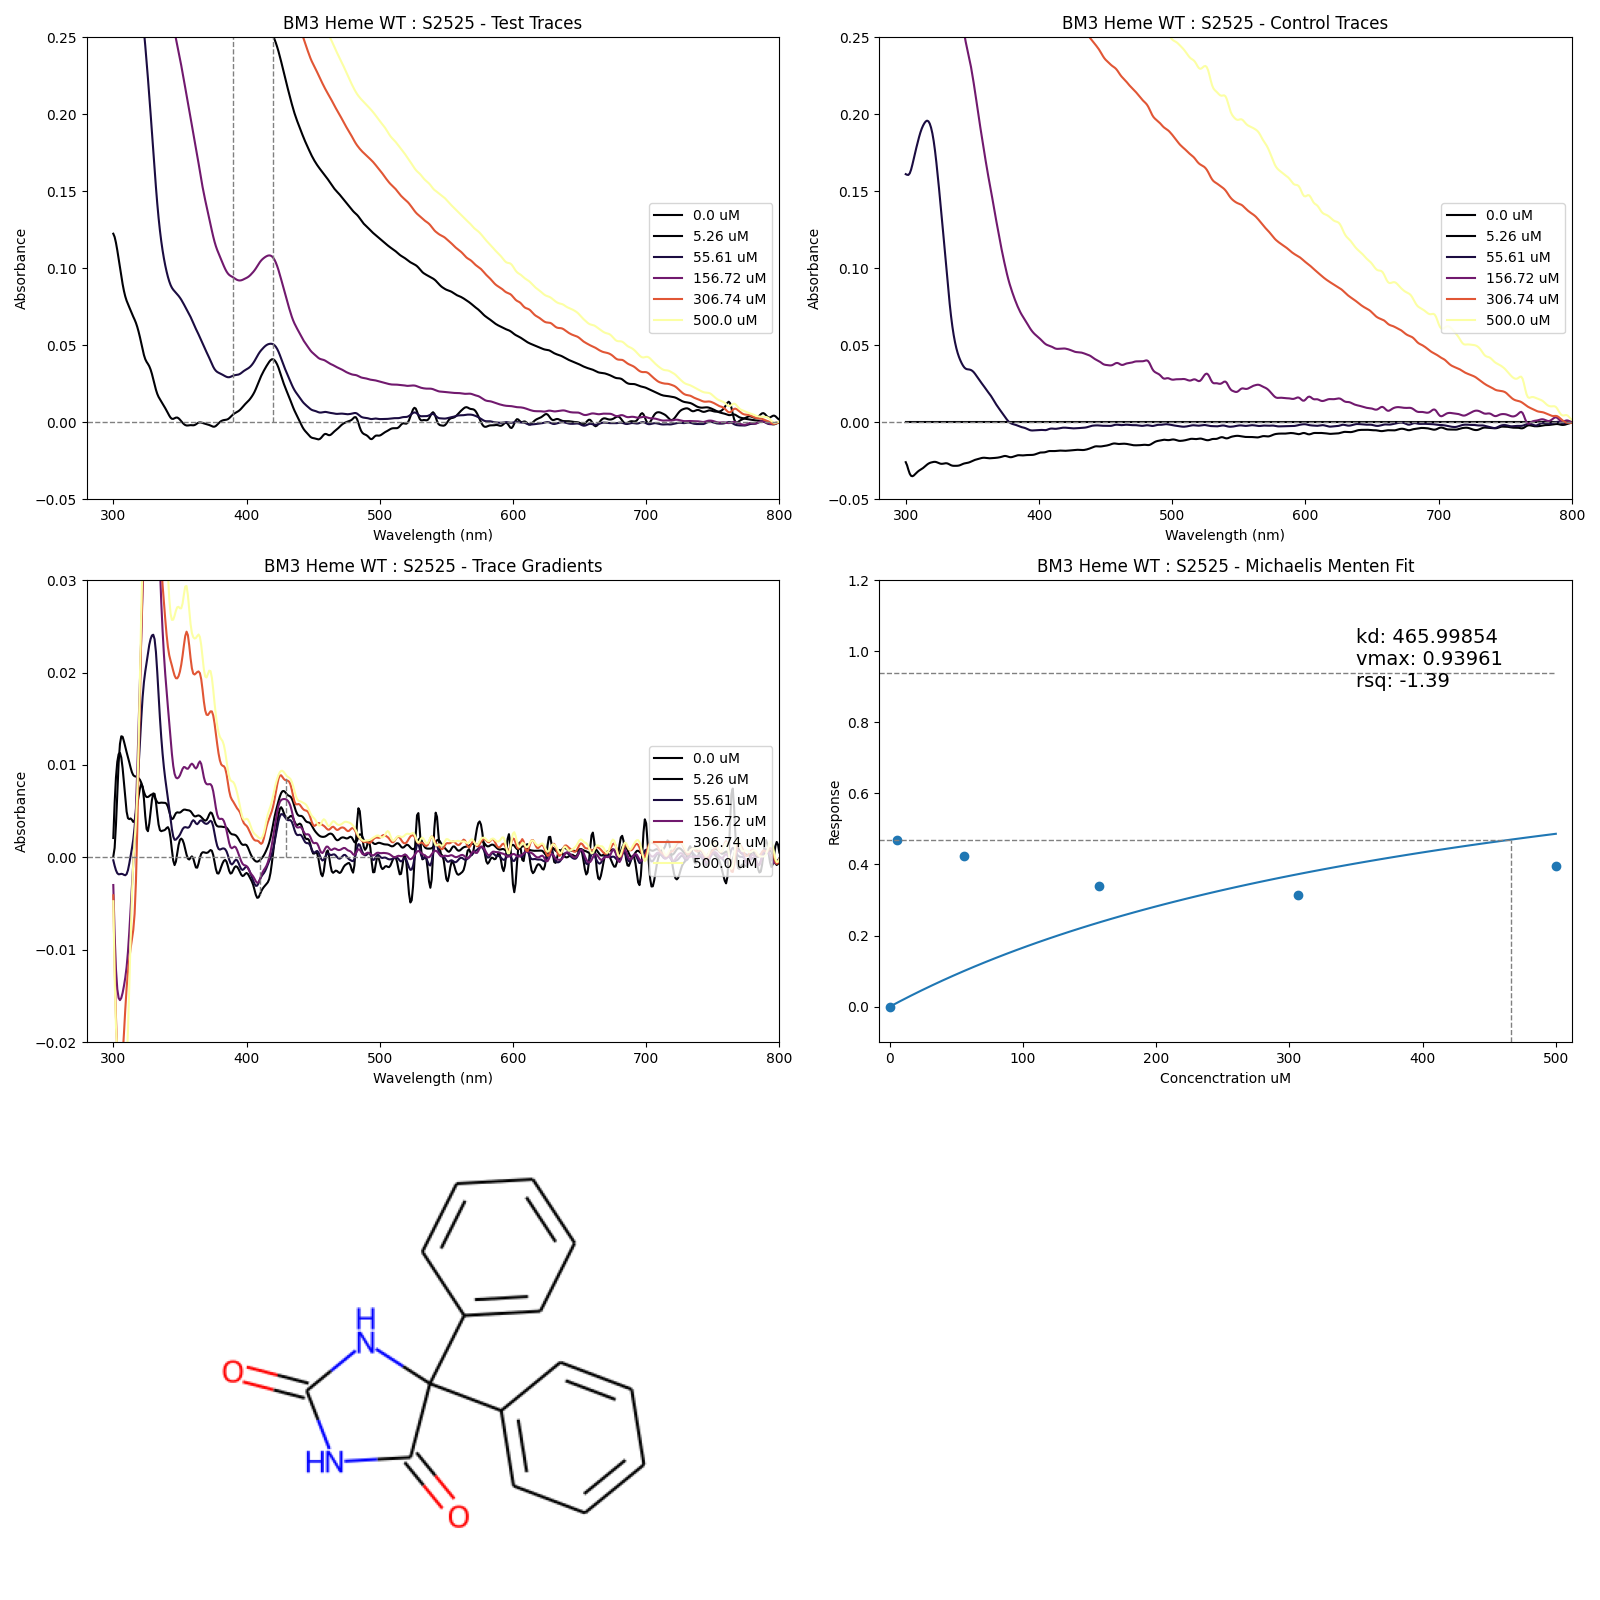 BM3 Heme WT : S2525 - Test Traces
Absorbance
0.25
0.20
0.15
0.10
0.05
0.00
−0.05
300 400 500 600 700 800
Wavelength (nm)
0.0 uM
5.26 uM
55.61 uM
156.72 uM
306.74 uM
500.0 uM
BM3 Heme WT : S2525 - Control Traces
Absorbance
0.25
0.20
0.15
0.10
0.05
0.00
−0.05
300 400 500 600 700 800
Wavelength (nm)
0.0 uM
5.26 uM
55.61 uM
156.72 uM
306.74 uM
500.0 uM
BM3 Heme WT : S2525 - Trace Gradients
Absorbance
0.03
0.02
0.01
0.00
−0.01
−0.02
300 400 500 600 700 800
Wavelength (nm)
0.0 uM
5.26 uM
55.61 uM
156.72 uM
306.74 uM
500.0 uM
BM3 Heme WT : S2525 - Michaelis Menten Fit
Response
1.2
1.0
0.8
0.6
0.4
0.2
0.0
0 100 200 300 400 500
Concenctration uM
kd: 465.99854
vmax: 0.93961
rsq: -1.39
H
N
O
HN
O